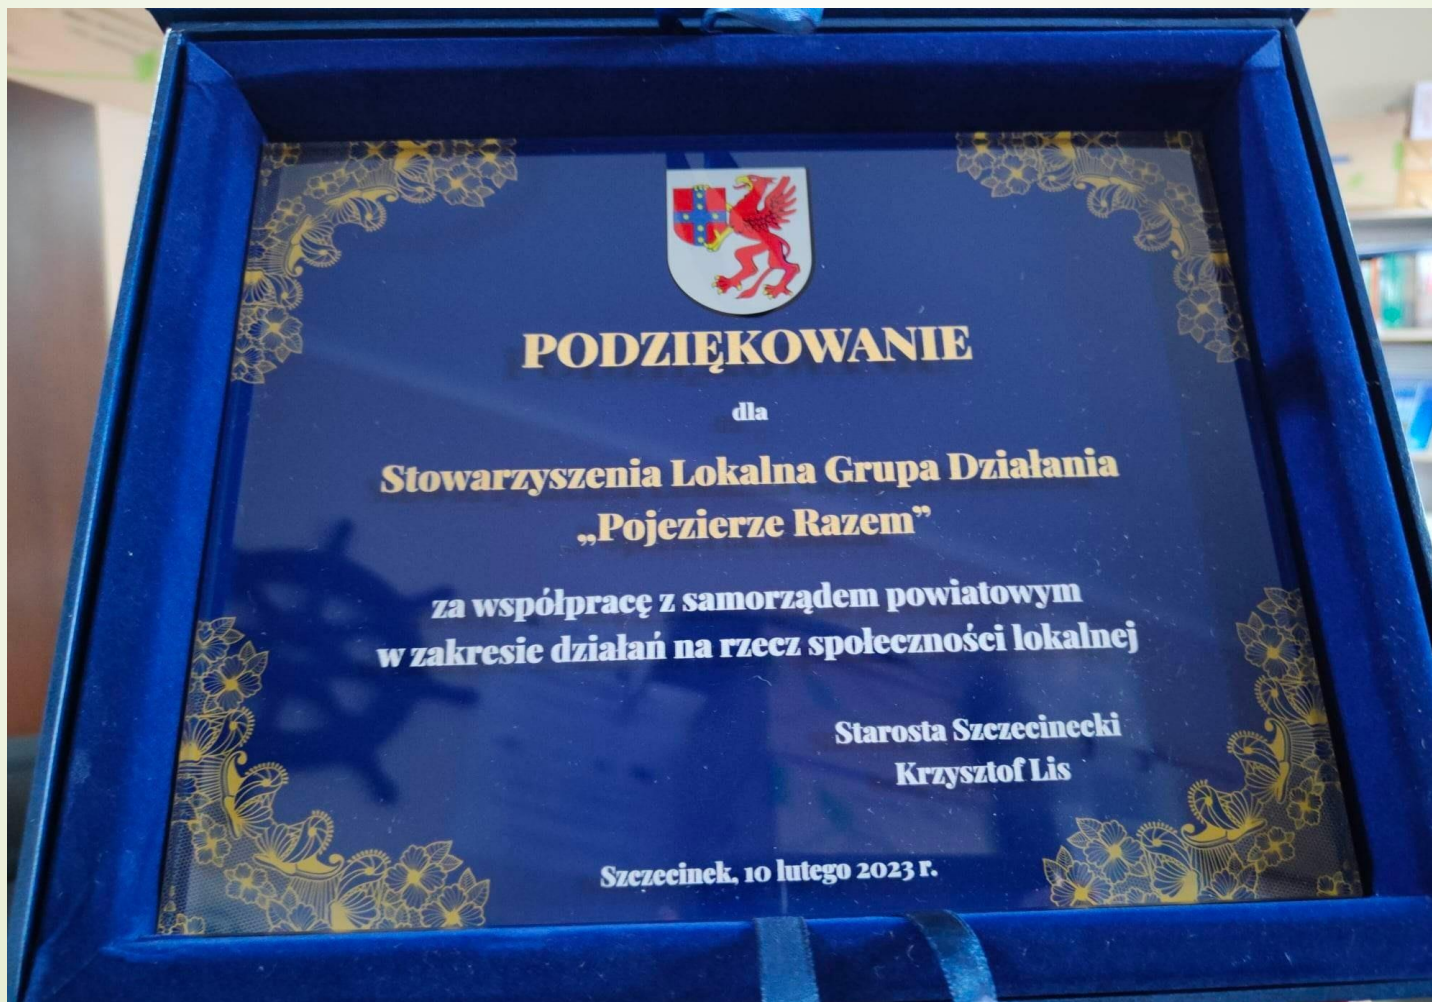 PODZIĘKOWANIE
dla
Stowarzyszenia Lokalna Grupa Działania
„Pojezierze Razem”
za współpracę z samorządem powiatowym
w zakresie działań na rzecz społeczności lokalnej
Starosta Szczecinecki
Krzysztof Lis
Szczecinek, 10 lutego 2023 r.